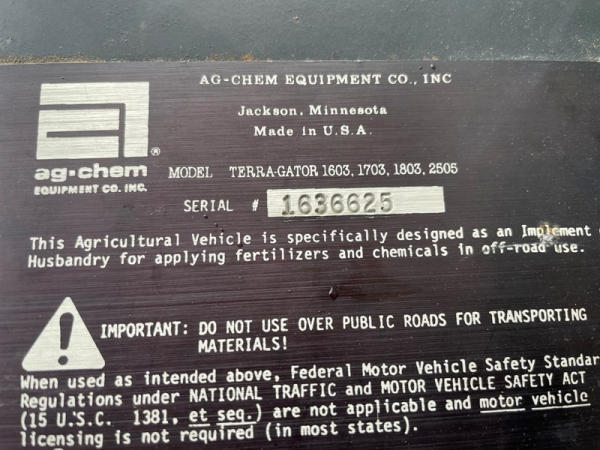 AG-CHEM EQUIPMENT CO., INC
Jackson, Minnesota
Made in U.S.A.
ag·chem®
EQUIPMENT CO. INC.
MODEL TERRA-GATOR 1603, 1703, 1803, 2505
SERIAL # 1636625
This Agricultural Vehicle is specifically designed as an Implement
Husbandry for applying fertilizers and chemicals in off-road use.
IMPORTANT: DO NOT USE OVER PUBLIC ROADS FOR TRANSPORTING
MATERIALS!
When used as intended above, Federal Motor Vehicle Safety Standar
Regulations under NATIONAL TRAFFIC and MOTOR VEHICLE SAFETY ACT
(15 U.S.C. 1381, et seq.) are not applicable and motor vehicle
licensing is not required (in most states).